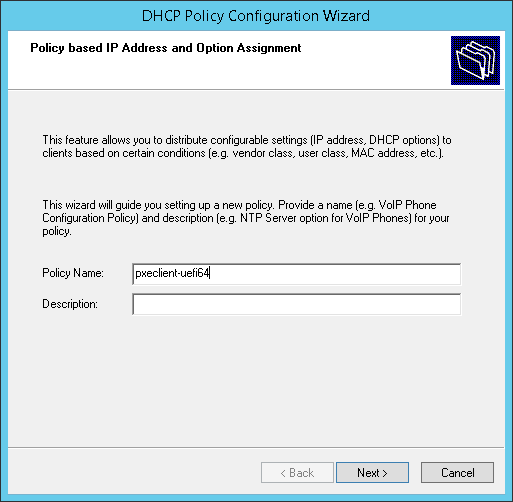 DHCP Policy Configuration Wizard
Policy based IP Address and Option Assignment
This feature allows you to distribute configurable settings (IP address, DHCP options) to
clients based on certain conditions (e.g. vendor class, user class, MAC address, etc.).
This wizard will guide you setting up a new policy. Provide a name (e.g. VoIP Phone
Configuration Policy) and description (e.g. NTP Server option for VoIP Phones) for your
policy.
Policy Name: pxeclient-uefi64
Description:
< Back Next > Cancel